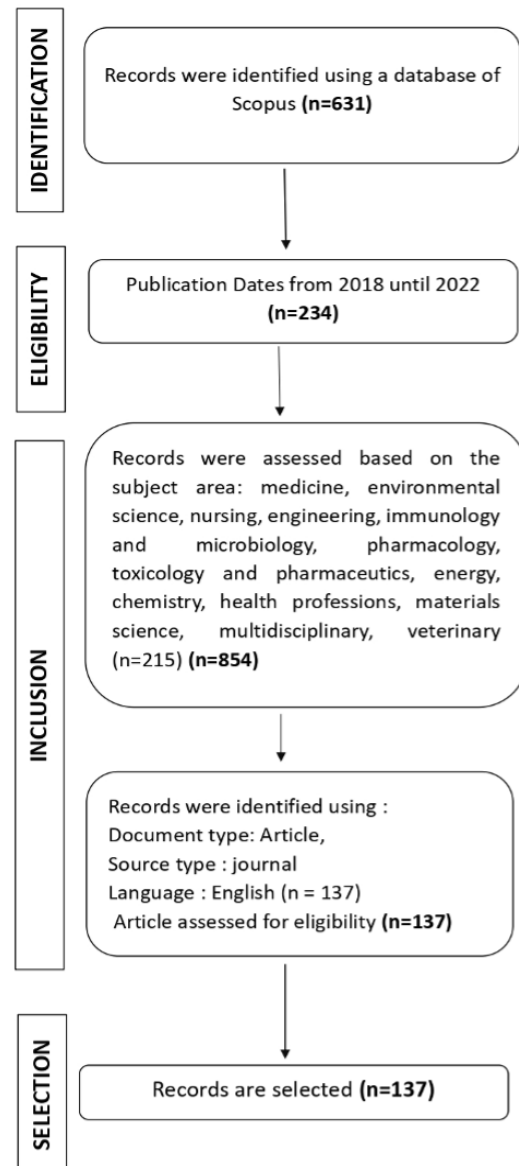 IDENTIFICATION
Records were identified using a database of
Scopus (n=631)
ELIGIBILITY
Publication Dates from 2018 until 2022
(n=234)
INCLUSION
Records were assessed based on the
subject area: medicine, environmental
science, nursing, engineering, immunology
and microbiology, pharmacology,
toxicology and pharmaceutics, energy,
chemistry, health professions, materials
science, multidisciplinary, veterinary
(n=215) (n=854)
Records were identified using :
Document type: Article,
Source type : journal
Language : English (n = 137)
Article assessed for eligibility (n=137)
SELECTION
Records are selected (n=137)